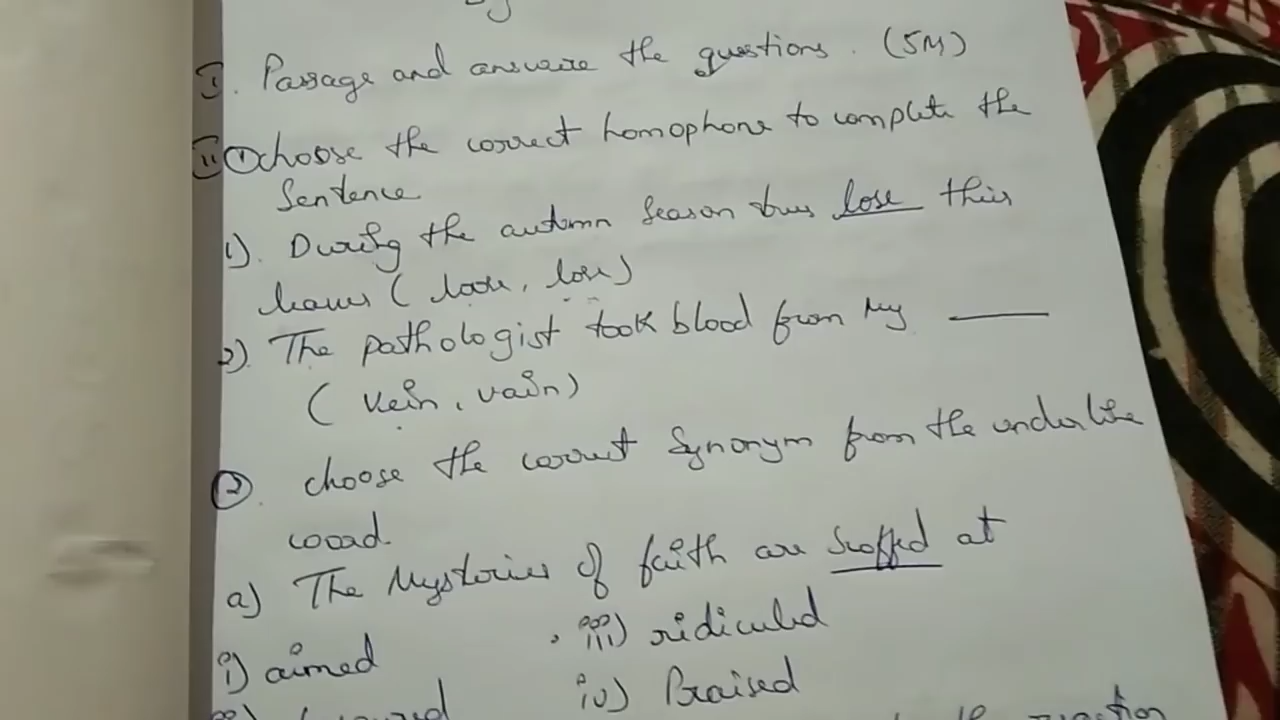 I. Passage and answere the questions. (5M)
II ① choose the correct homophone to complete the
Sentence
1). During the autumn Season trees lose their
leaves ( loose, lose)
2). The pathologist took blood from my ____
( vein, vain)
②. choose the correct Synonym from the underline
word.
a) The Mysteries of faith are scoffed at
i) aimed iii) ridiculed
iv) Praised